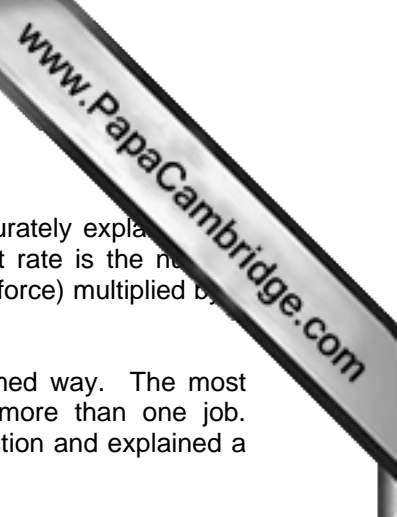 www.PapaCambridge.com
urately expla
t rate is the
force) multiplied
ned way. The most
more than one job.
stion and explained a